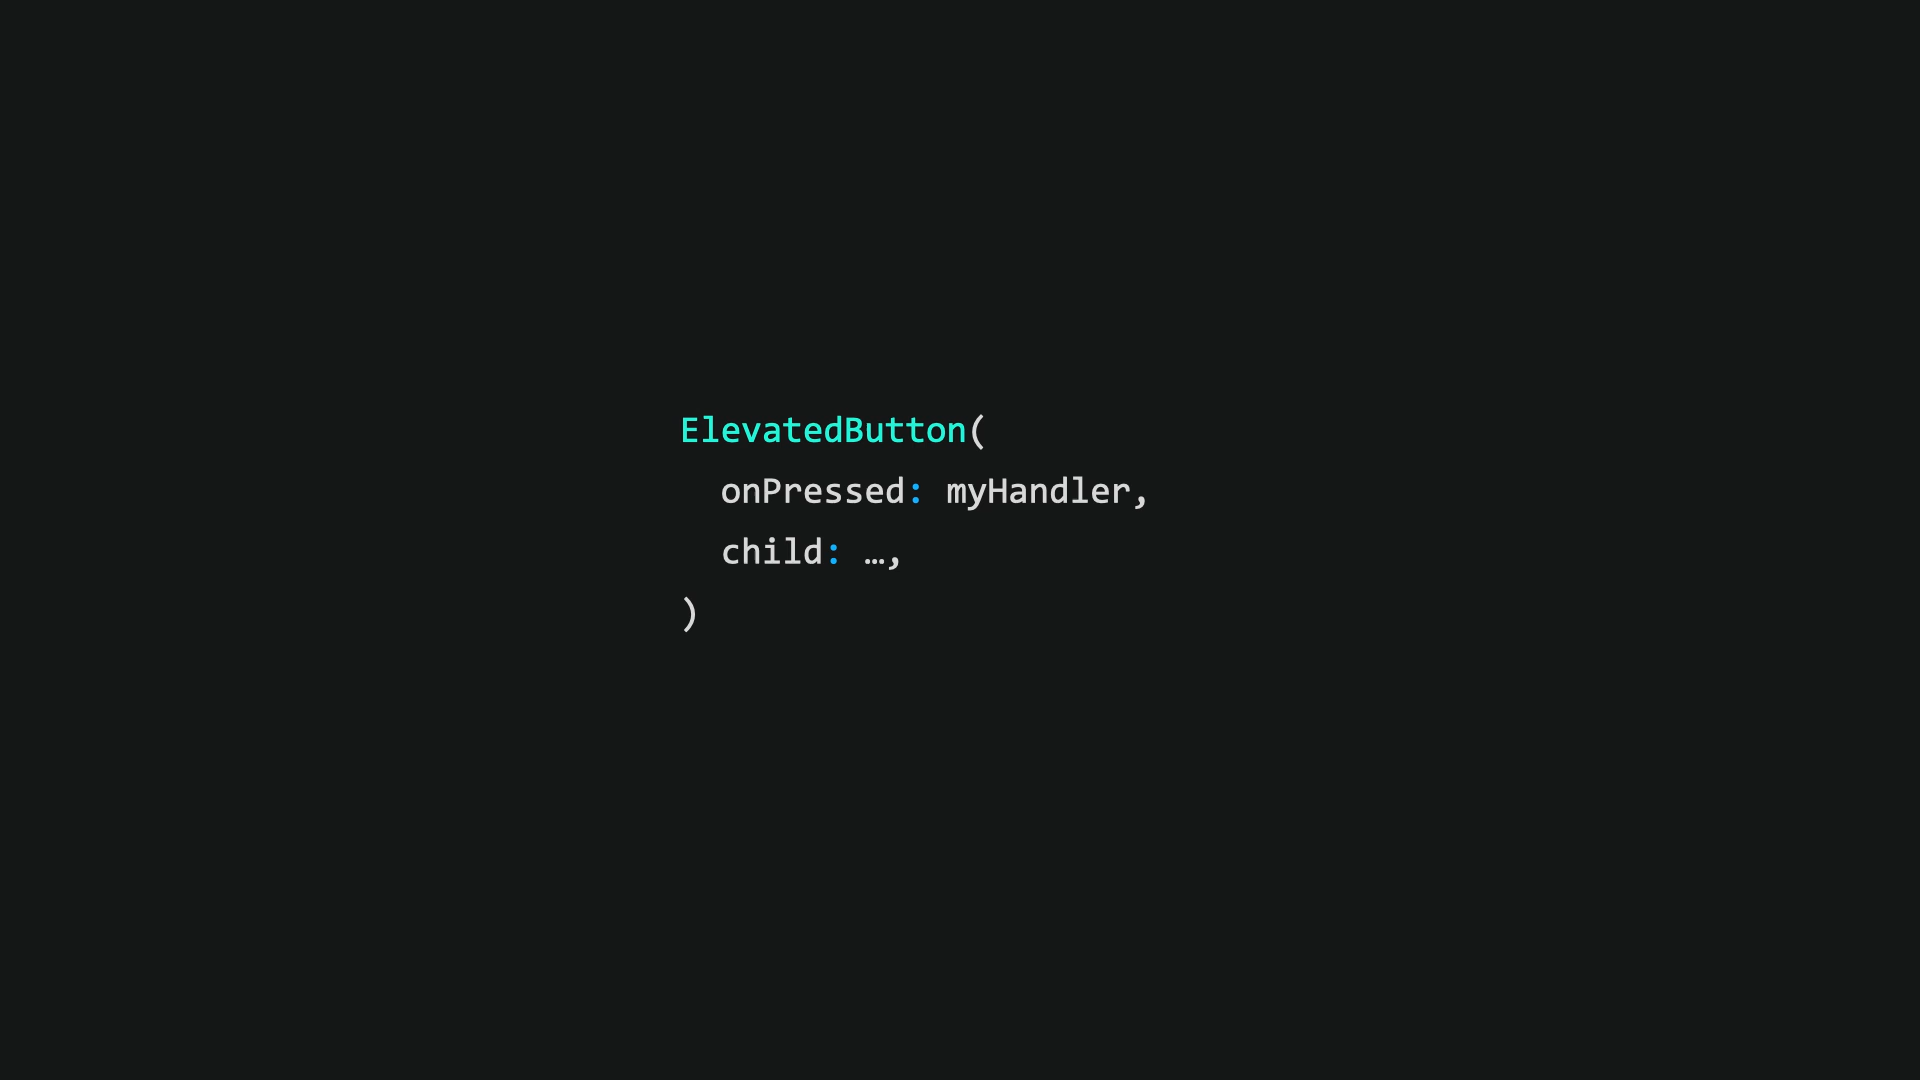 ElevatedButton(
  onPressed: myHandler,
  child: …,
)